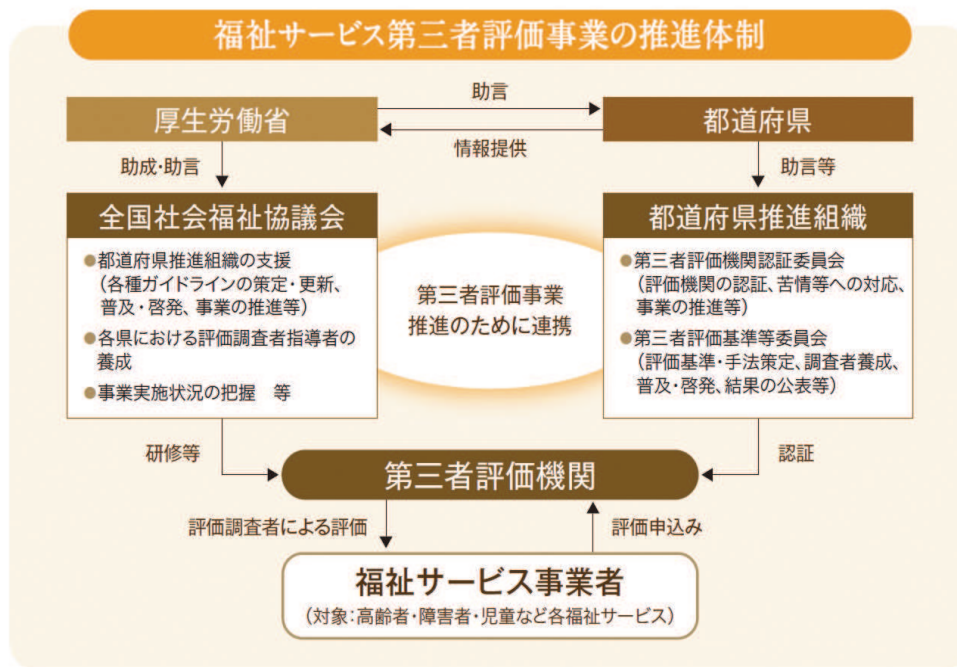 福祉サービス第三者評価事業の推進体制
厚生労働省
助言
情報提供
都道府県
助成・助言
助言等
全国社会福祉協議会
●都道府県推進組織の支援
（各種ガイドラインの策定・更新、
普及・啓発、事業の推進等）
●各県における評価調査者指導者の
養成
●事業実施状況の把握　等
第三者評価事業
推進のために連携
都道府県推進組織
●第三者評価機関認証委員会
（評価機関の認証、苦情等への対応、
事業の推進等）
●第三者評価基準等委員会
（評価基準・手法策定、調査者養成、
普及・啓発、結果の公表等）
研修等
認証
第三者評価機関
評価調査者による評価
評価申込み
福祉サービス事業者
（対象：高齢者・障害者・児童など各福祉サービス）